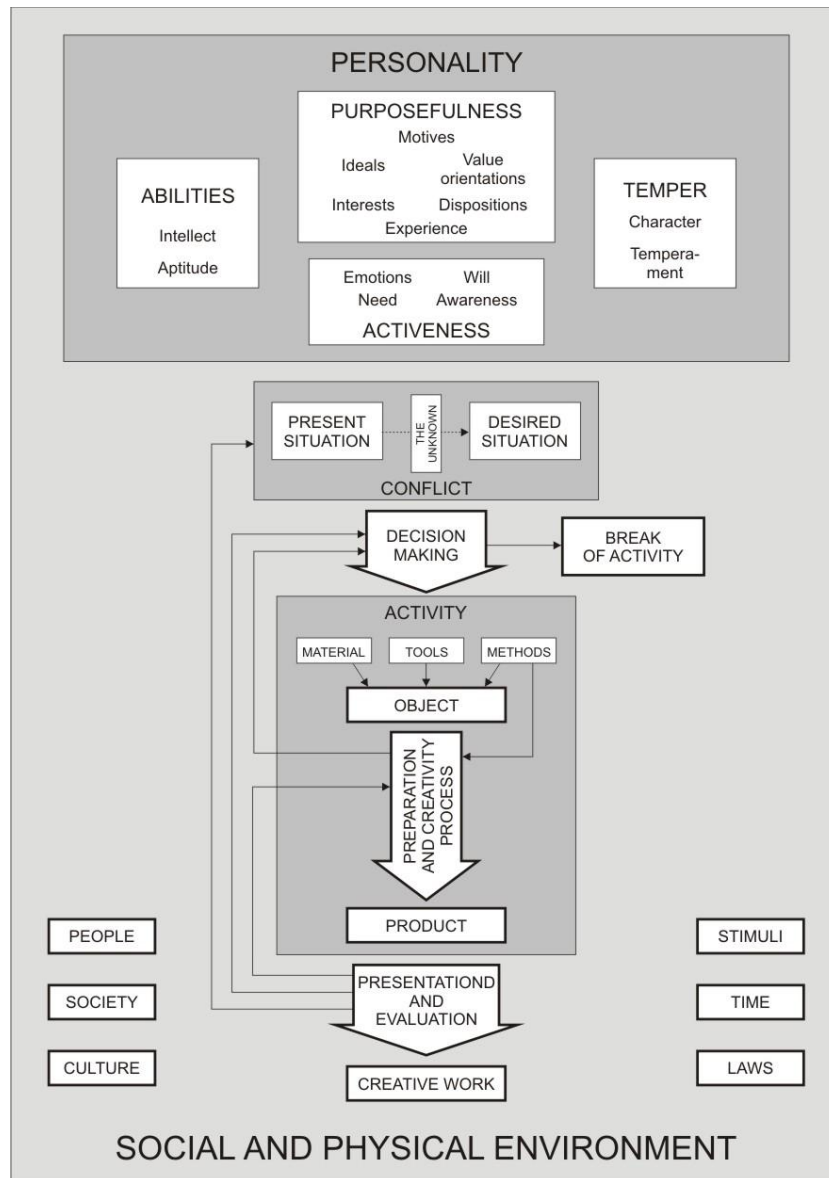 PERSONALITY
PURPOSEFULNESS
Motives
Ideals
Value
orientations
Interests
Dispositions
Experience
ABILITIES
Intellect
Aptitude
TEMPER
Character
Tempera-
ment
Emotions
Will
Need
Awareness
ACTIVENESS
PRESENT
SITUATION
THE
UNKNOWN
DESIRED
SITUATION
CONFLICT
DECISION
MAKING
BREAK
OF ACTIVITY
ACTIVITY
MATERIAL
TOOLS
METHODS
OBJECT
PREPARATION
AND CREATIVITY
PROCESS
PRODUCT
PEOPLE
SOCIETY
CULTURE
PRESENTATIOND
AND
EVALUATION
CREATIVE WORK
STIMULI
TIME
LAWS
SOCIAL AND PHYSICAL ENVIRONMENT